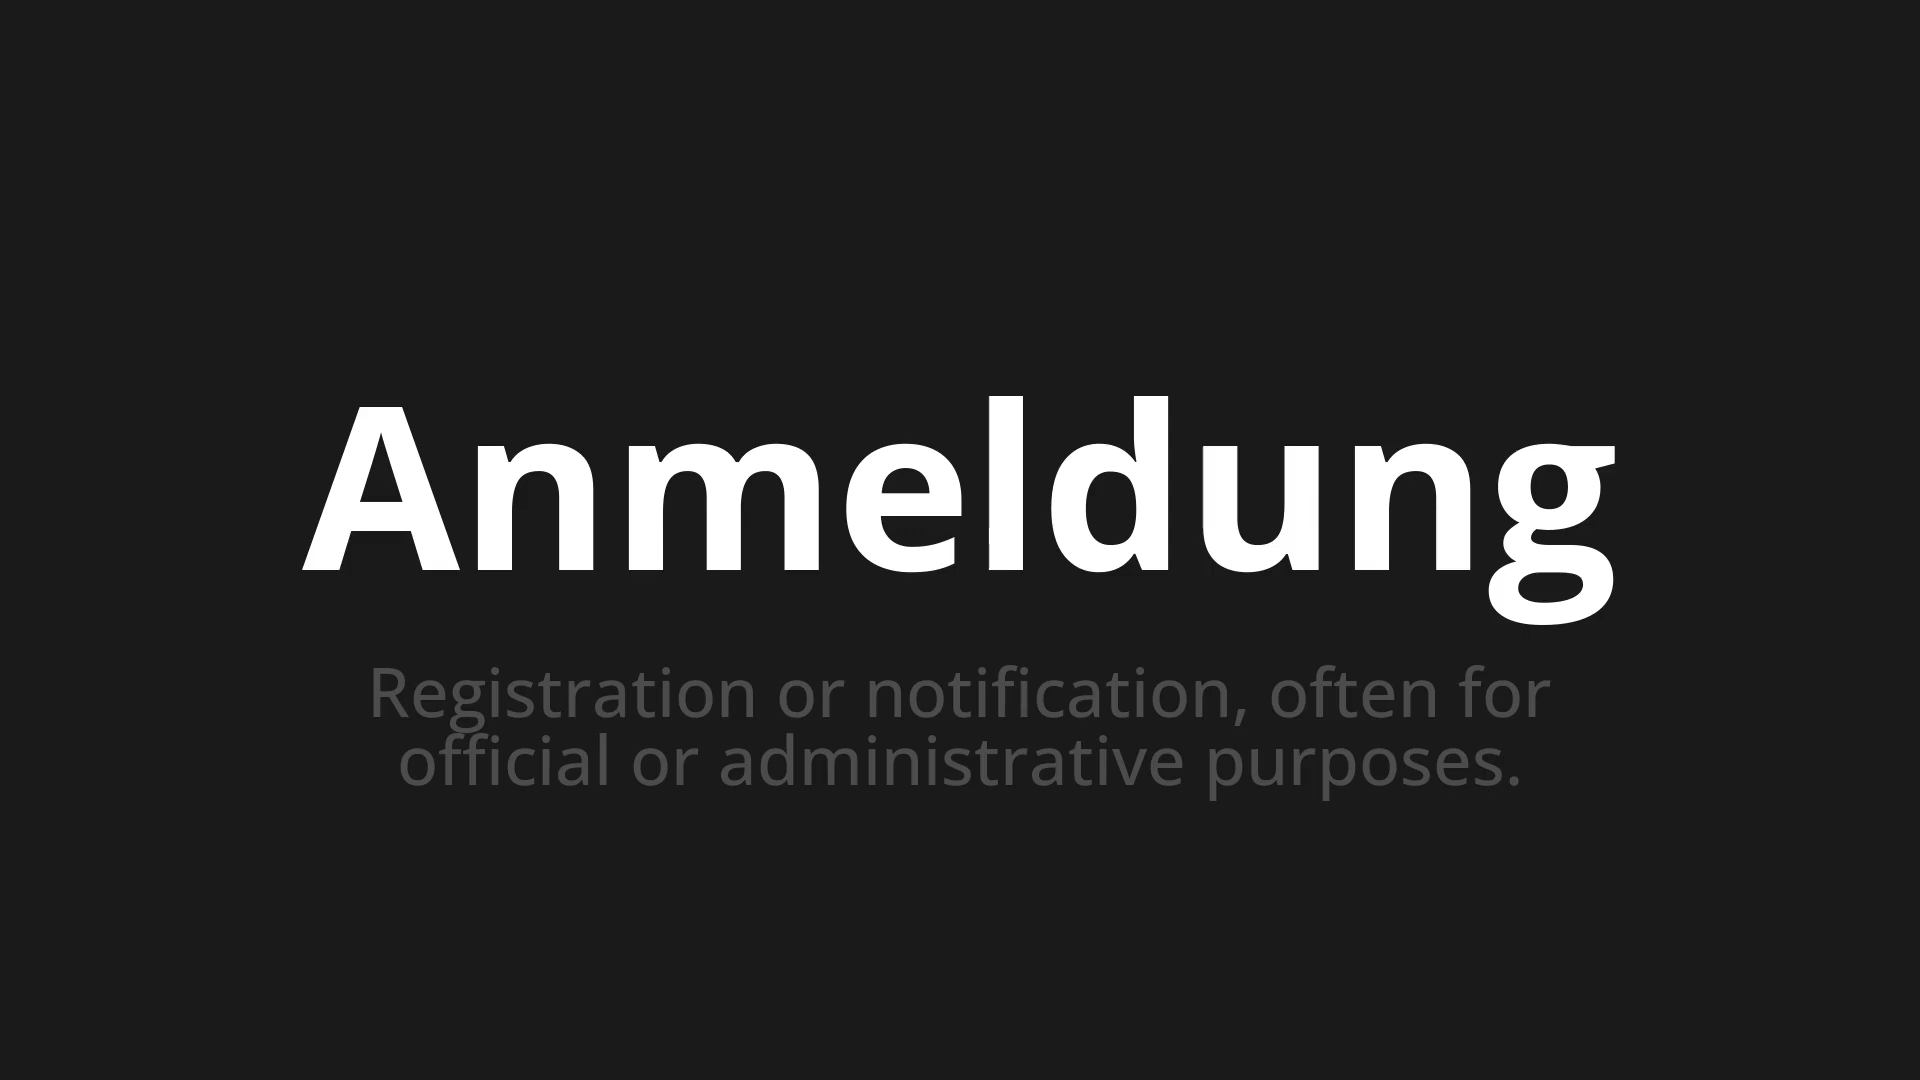 Anmeldung
Registration or notification, often for
official or administrative purposes.